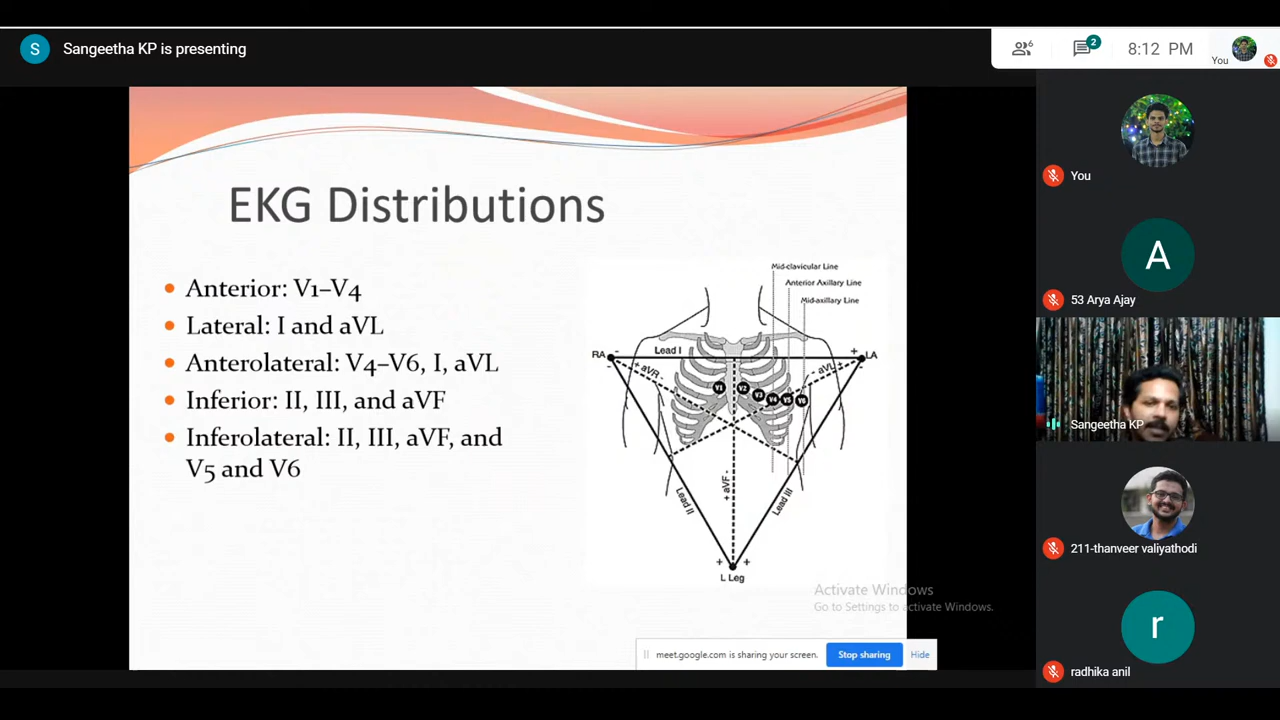 S
Sangeetha KP is presenting
6
2
8:12 PM
You
EKG Distributions
Anterior: V1–V4
Lateral: I and aVL
Anterolateral: V4–V6, I, aVL
Inferior: II, III, and aVF
Inferolateral: II, III, aVF, and
V5 and V6
Mid-clavicular Line
Anterior Axillary Line
Mid-axillary Line
RA
-
Lead I
+
LA
-
-
+ aVR -
- aVL +
V1
V2
V3
V4
V5
V6
+ aVF -
Lead II
Lead III
+
+
L Leg
Activate Windows
Go to Settings to activate Windows.
meet.google.com is sharing your screen.
Stop sharing
Hide
You
A
53 Arya Ajay
Sangeetha KP
211-thanveer valiyathodi
r
radhika anil